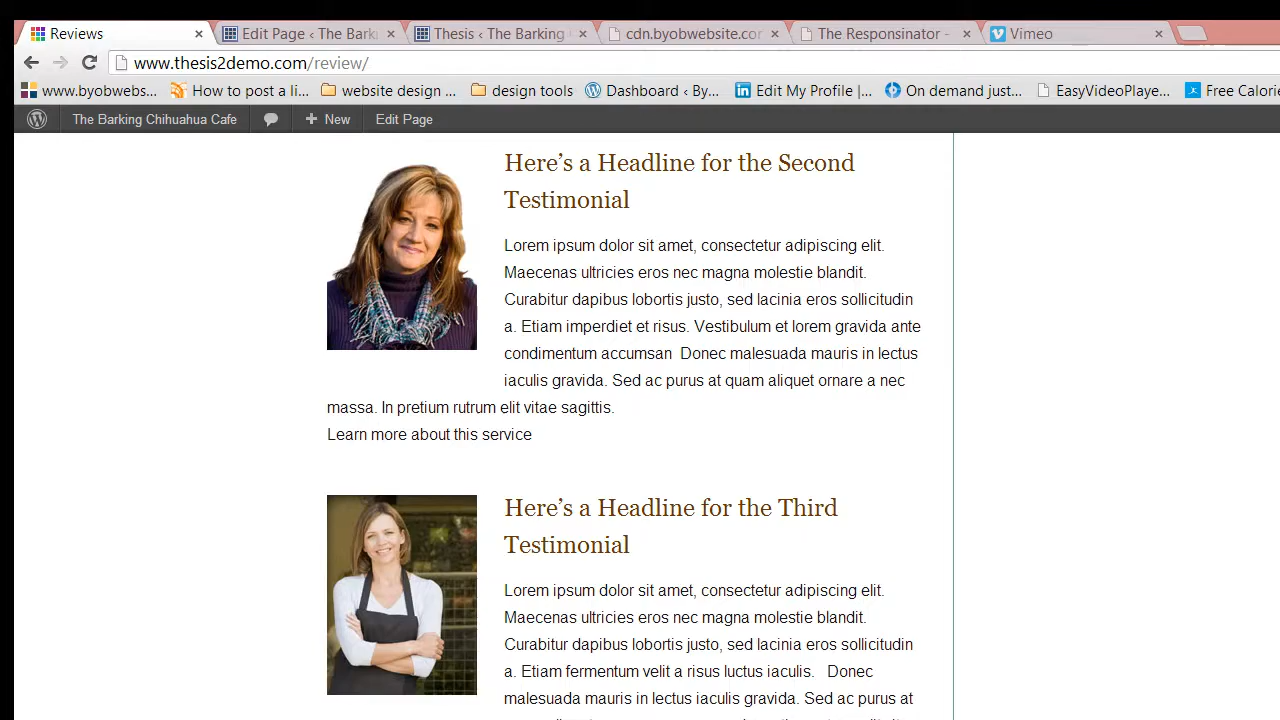 Reviews
Edit Page ‹ The Bark
Thesis ‹ The Barking
cdn.byobwebsite.cor
The Responsinator -
Vimeo
www.thesis2demo.com/review/
www.byobwebs...
How to post a li...
website design ...
design tools
Dashboard ‹ By...
Edit My Profile |...
On demand just...
EasyVideoPlaye...
Free Calorie
The Barking Chihuahua Cafe
New
Edit Page
Here’s a Headline for the Second
Testimonial
Lorem ipsum dolor sit amet, consectetur adipiscing elit.
Maecenas ultricies eros nec magna molestie blandit.
Curabitur dapibus lobortis justo, sed lacinia eros sollicitudin
a. Etiam imperdiet et risus. Vestibulum et lorem gravida ante
condimentum accumsan  Donec malesuada mauris in lectus
iaculis gravida. Sed ac purus at quam aliquet ornare a nec
massa. In pretium rutrum elit vitae sagittis.
Learn more about this service
Here’s a Headline for the Third
Testimonial
Lorem ipsum dolor sit amet, consectetur adipiscing elit.
Maecenas ultricies eros nec magna molestie blandit.
Curabitur dapibus lobortis justo, sed lacinia eros sollicitudin
a. Etiam fermentum velit a risus luctus iaculis.   Donec
malesuada mauris in lectus iaculis gravida. Sed ac purus at